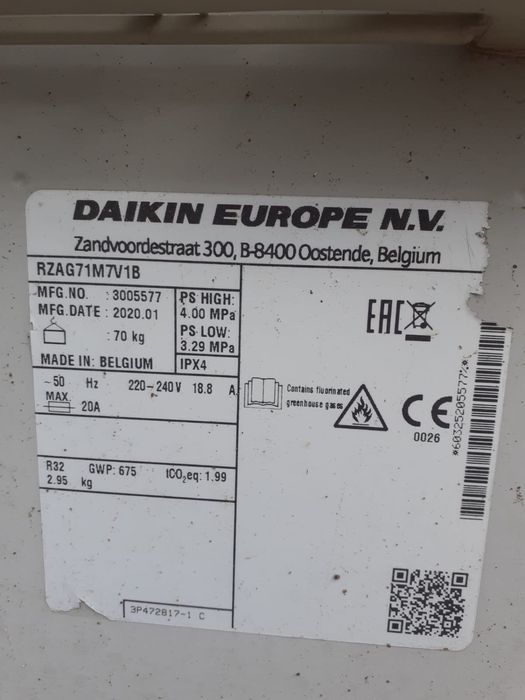 DAIKIN EUROPE N.V.
Zandvoordestraat 300, B-8400 Oostende, Belgium
RZAG71M7V1B
MFG.NO. : 3005577
MFG.DATE : 2020.01
: 70 kg
MADE IN: BELGIUM
PS HIGH:
4.00 MPa
PS LOW:
3.29 MPa
IPX4
~ 50 Hz 220-240 V 18.8 A
MAX.
20A
R32 GWP: 675 tCO₂eq: 1.99
2.95 kg
3P472817-1 C
EAC
Contains fluorinated
greenhouse gases
CE
0026
*603252055577%*